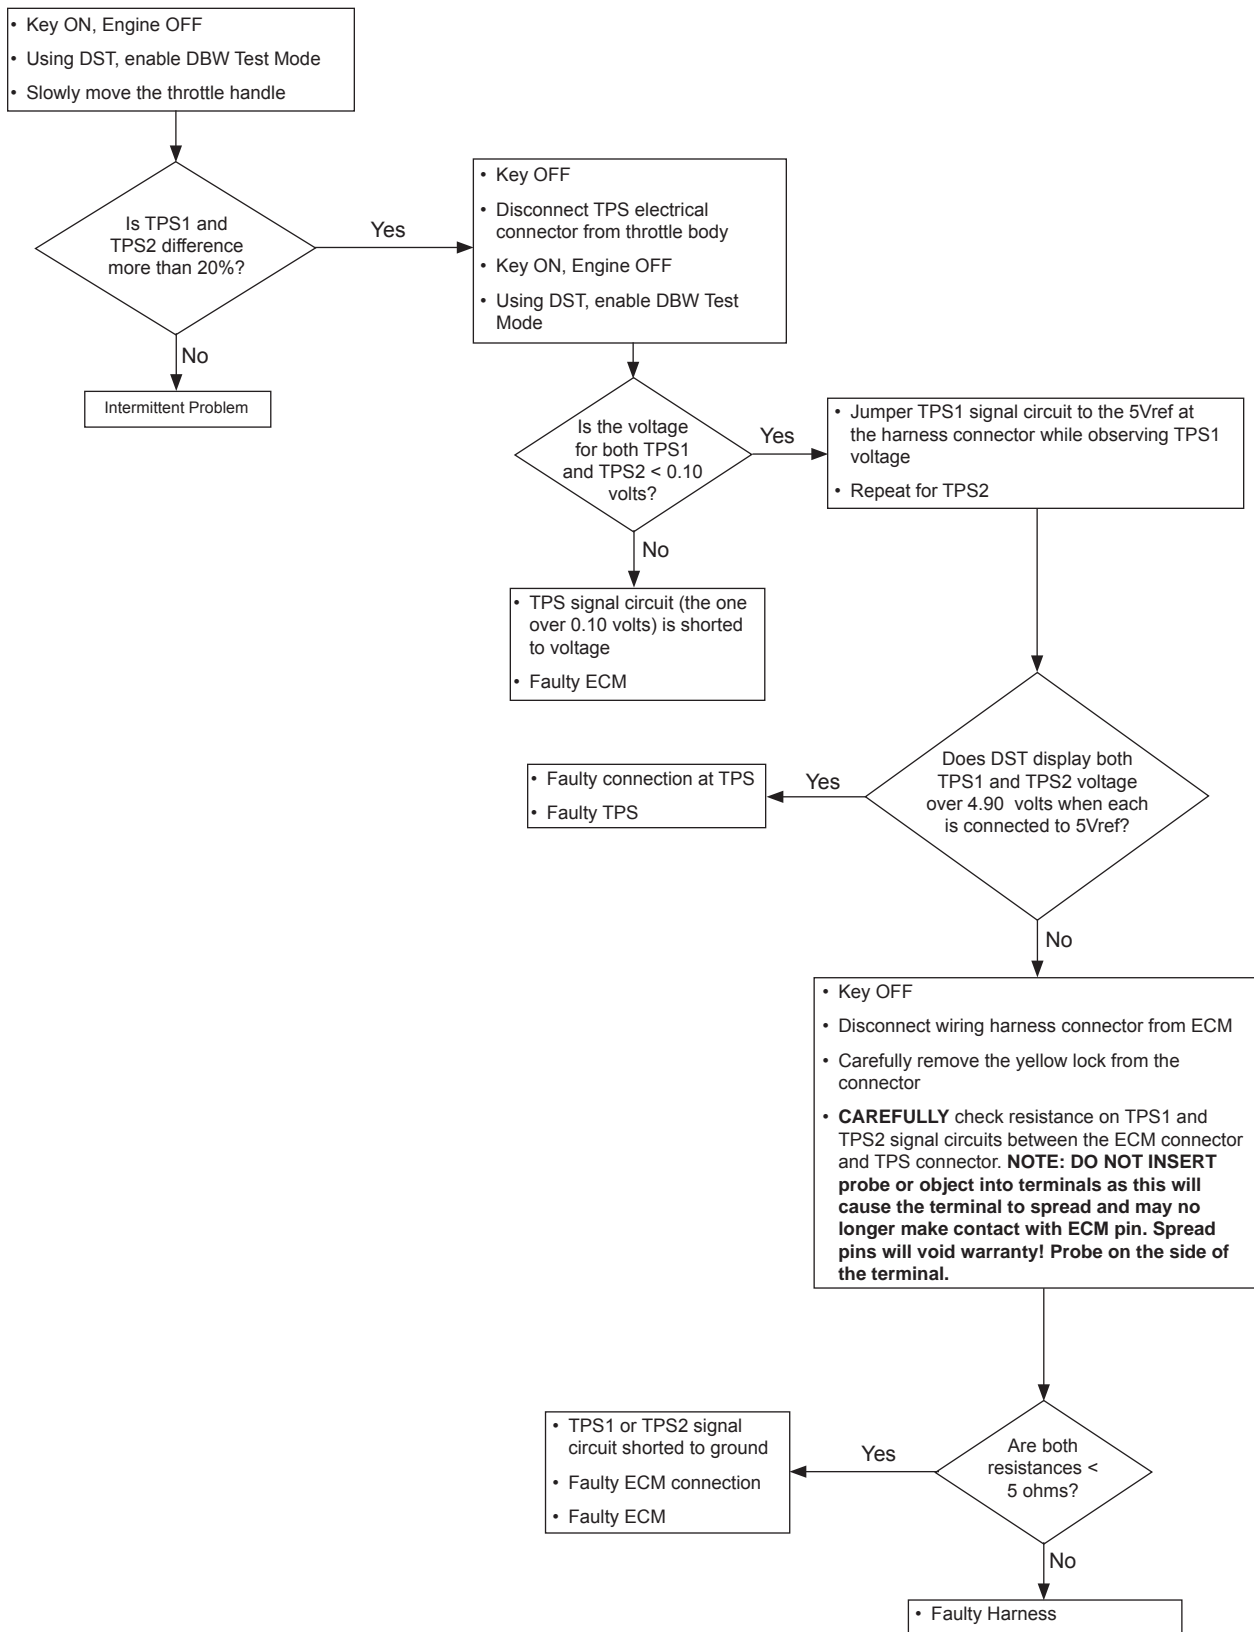 • Key ON, Engine OFF
• Using DST, enable DBW Test Mode
• Slowly move the throttle handle
Is TPS1 and
TPS2 difference
more than 20%?
Yes
No
Intermittent Problem
• Key OFF
• Disconnect TPS electrical
connector from throttle body
• Key ON, Engine OFF
• Using DST, enable DBW Test
Mode
Is the voltage
for both TPS1
and TPS2 < 0.10
volts?
Yes
No
• TPS signal circuit (the one
over 0.10 volts) is shorted
to voltage
• Faulty ECM
• Jumper TPS1 signal circuit to the 5Vref at
the harness connector while observing TPS1
voltage
• Repeat for TPS2
Does DST display both
TPS1 and TPS2 voltage
over 4.90 volts when each
is connected to 5Vref?
Yes
• Faulty connection at TPS
• Faulty TPS
No
• Key OFF
• Disconnect wiring harness connector from ECM
• Carefully remove the yellow lock from the
connector
• CAREFULLY check resistance on TPS1 and
TPS2 signal circuits between the ECM connector
and TPS connector. NOTE: DO NOT INSERT
probe or object into terminals as this will
cause the terminal to spread and may no
longer make contact with ECM pin. Spread
pins will void warranty! Probe on the side of
the terminal.
Are both
resistances <
5 ohms?
Yes
• TPS1 or TPS2 signal
circuit shorted to ground
• Faulty ECM connection
• Faulty ECM
No
• Faulty Harness